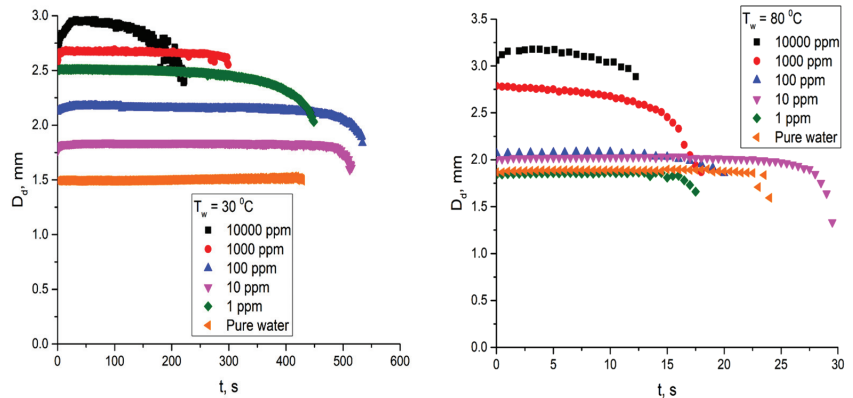 3.0
2.5
2.0
1.5
1.0
0.5
0.0
D_d, mm
0
100
200
300
400
500
600
t, s
T_w = 30 ⁰C
10000 ppm
1000 ppm
100 ppm
10 ppm
1 ppm
Pure water
3.5
3.0
2.5
2.0
1.5
1.0
0.5
0.0
D_d, mm
0
5
10
15
20
25
30
t, s
T_w = 80 ⁰C
10000 ppm
1000 ppm
100 ppm
10 ppm
1 ppm
Pure water